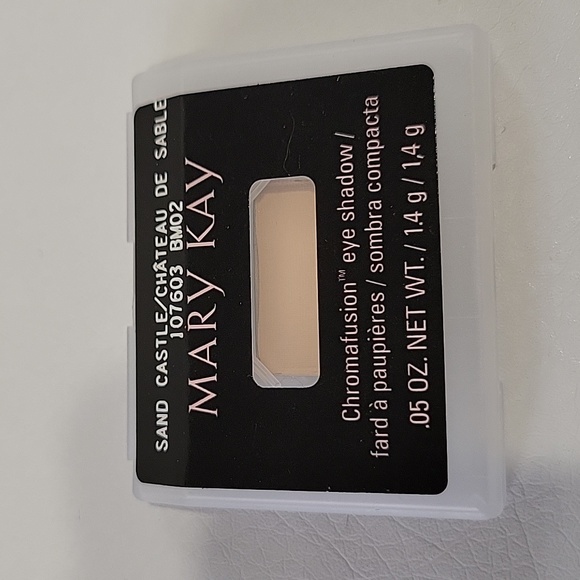 SAND CASTLE/CHÂTEAU DE SABLE
107603 BM02
MARY KAY
Chromafusion™ eye shadow /
fard à paupières / sombra compacta
.05 OZ. NET WT. / 1.4 g / 1,4 g